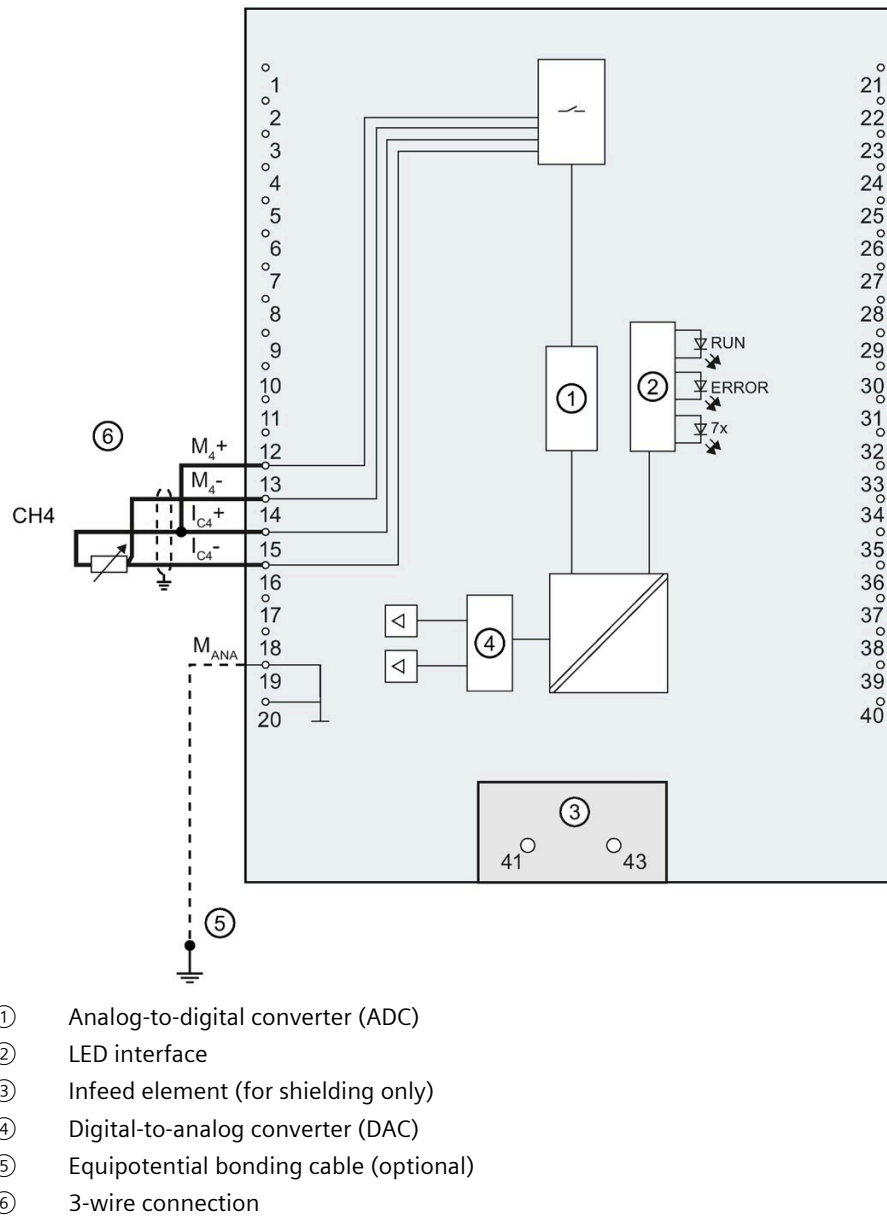 1 21
2 22
3 23
4 24
5 25
6 26
7 27
8 28
RUN
9 29
ERROR
10 30
7x
11 31
① ②
⑥
M4+
12 32
M4-
13 33
CH4
IC4+
14 34
IC4-
15 35
16 36
17 37
④
MANA
18 38
19 39
20 40
③
41 43
⑤
① Analog-to-digital converter (ADC)
② LED interface
③ Infeed element (for shielding only)
④ Digital-to-analog converter (DAC)
⑤ Equipotential bonding cable (optional)
⑥ 3-wire connection